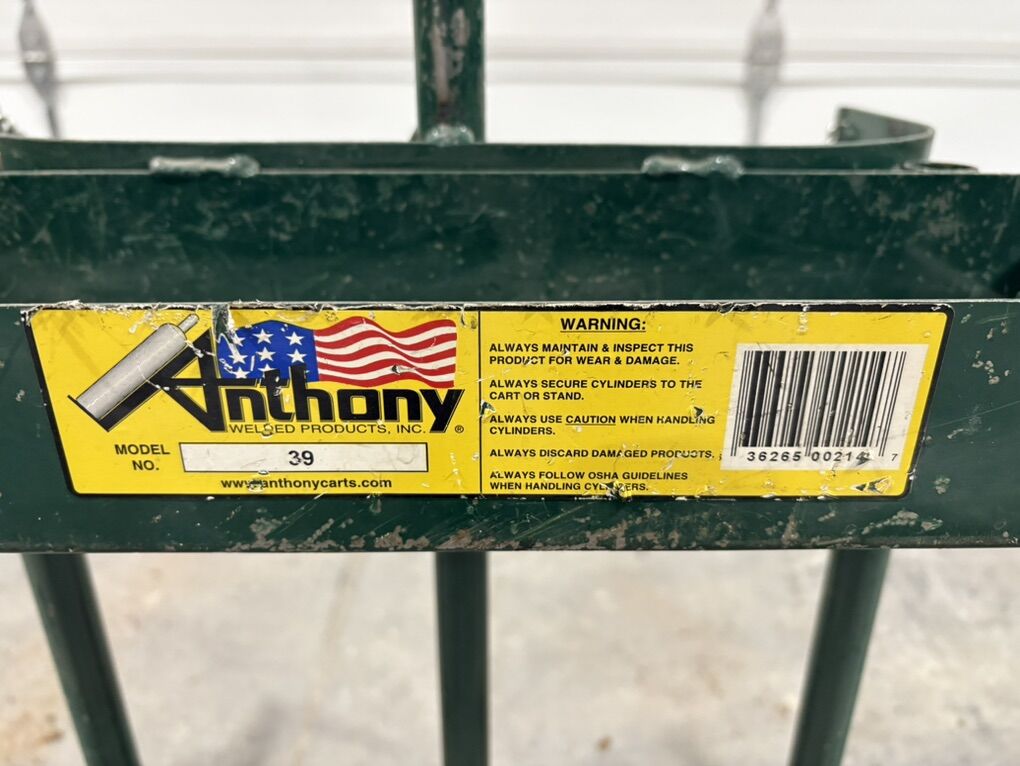 Anthony
WELDED PRODUCTS, INC. ®
MODEL
NO.
39
www.anthonycarts.com
WARNING:
ALWAYS MAINTAIN & INSPECT THIS
PRODUCT FOR WEAR & DAMAGE.
ALWAYS SECURE CYLINDERS TO THE
CART OR STAND.
ALWAYS USE CAUTION WHEN HANDLING
CYLINDERS.
ALWAYS DISCARD DAMAGED PRODUCTS.
ALWAYS FOLLOW OSHA GUIDELINES
WHEN HANDLING CYLINDERS.
36265 00214 7